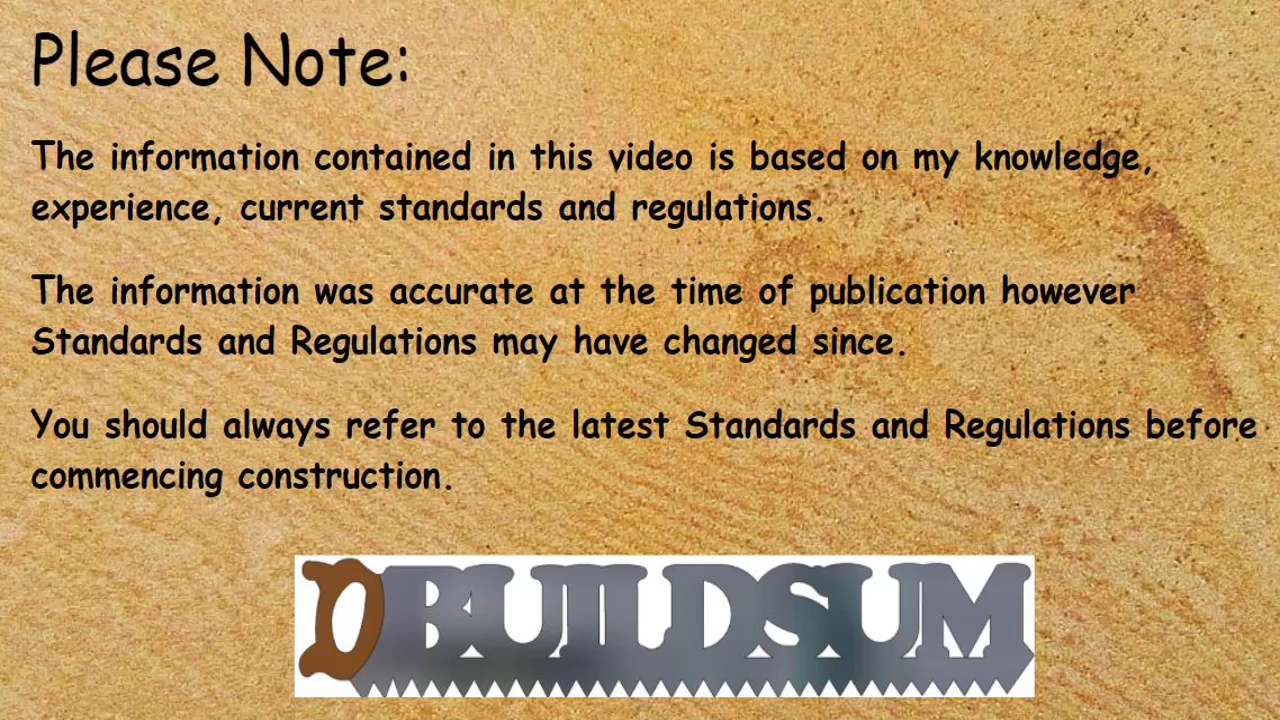 Please Note:
The information contained in this video is based on my knowledge,
experience, current standards and regulations.
The information was accurate at the time of publication however
Standards and Regulations may have changed since.
You should always refer to the latest Standards and Regulations before
commencing construction.
BUILDSUM